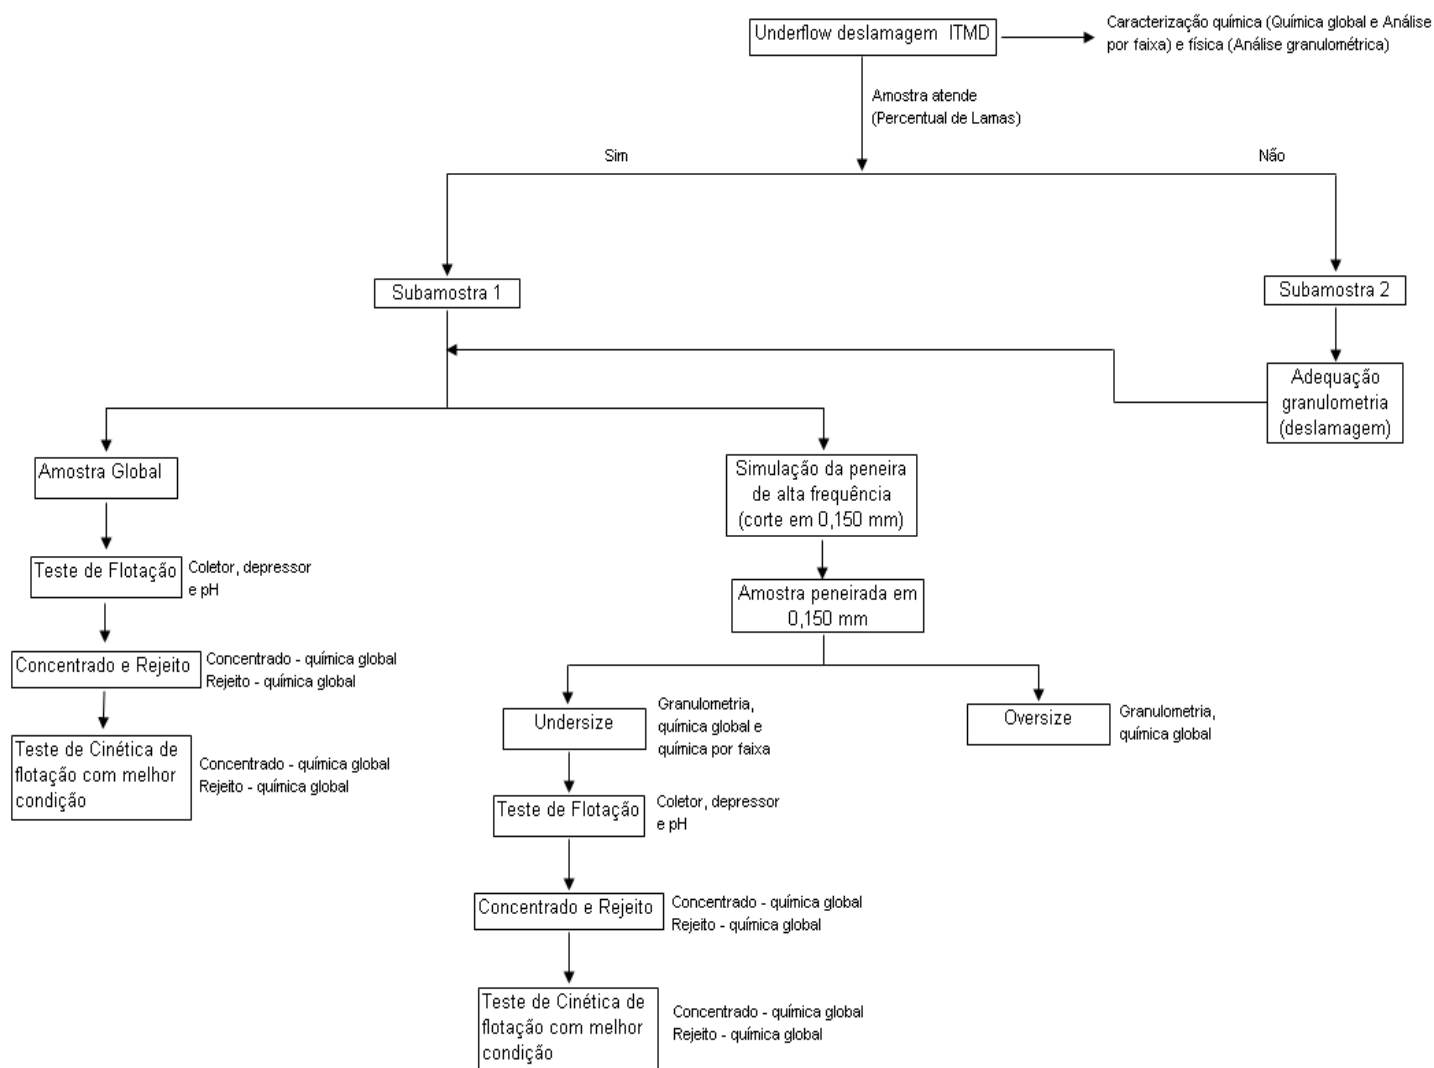 Underflow deslamagem ITMD
Caracterização química (Química global e Análise
por faixa) e física (Análise granulométrica)
Amostra atende
(Percentual de Lamas)
Sim
Não
Subamostra 1
Subamostra 2
Adequação
granulometria
(deslamagem)
Amostra Global
Simulação da peneira
de alta frequência
(corte em 0,150 mm)
Teste de Flotação
Coletor, depressor
e pH
Amostra peneirada em
0,150 mm
Concentrado e Rejeito
Concentrado - química global
Rejeito - química global
Undersize
Granulometria,
química global e
química por faixa
Oversize
Granulometria,
química global
Teste de Cinética de
flotação com melhor
condição
Concentrado - química global
Rejeito - química global
Teste de Flotação
Coletor, depressor
e pH
Concentrado e Rejeito
Concentrado - química global
Rejeito - química global
Teste de Cinética de
flotação com melhor
condição
Concentrado - química global
Rejeito - química global